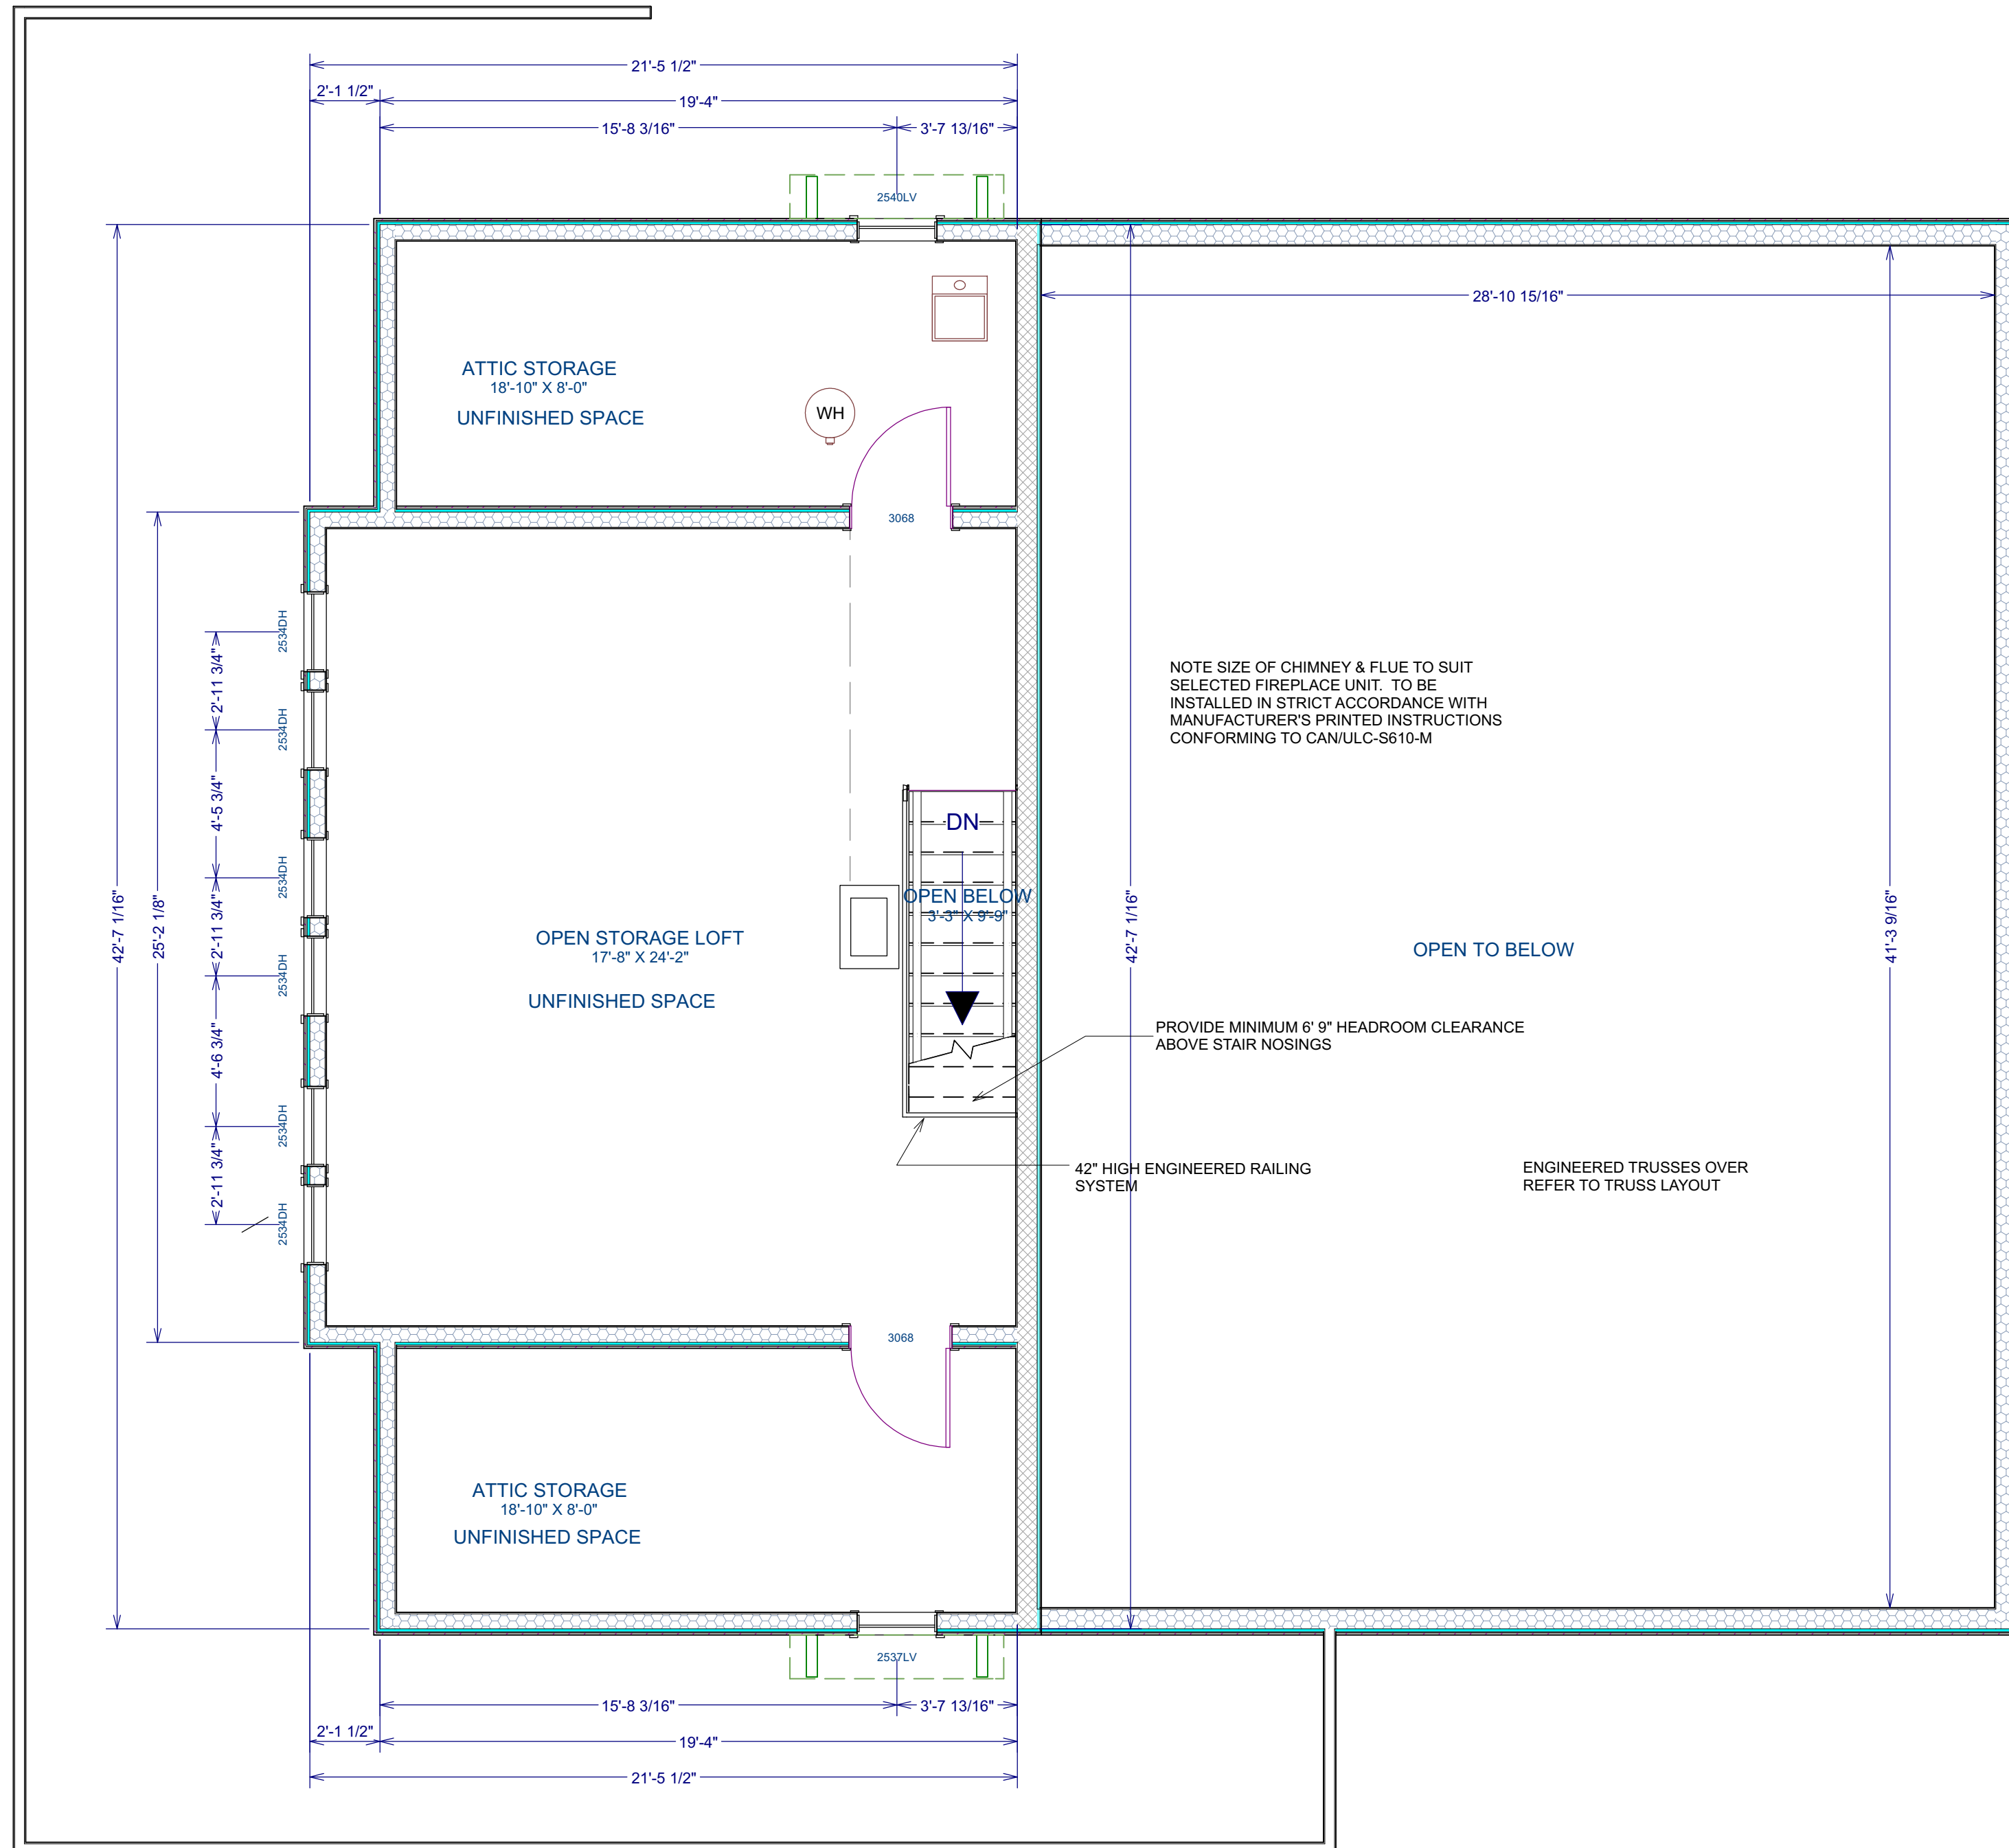 21'-5 1/2"
2'-1 1/2"
19'-4"
15'-8 3/16"
3'-7 13/16"
2540LV
28'-10 15/16"
ATTIC STORAGE
18'-10" X 8'-0"
UNFINISHED SPACE
WH
3068
2534DH
2'-11 3/4"
2534DH
4'-5 3/4"
2534DH
2'-11 3/4"
2534DH
4'-6 3/4"
2534DH
2'-11 3/4"
2534DH
42'-7 1/16"
25'-2 1/8"
NOTE SIZE OF CHIMNEY & FLUE TO SUIT
SELECTED FIREPLACE UNIT. TO BE
INSTALLED IN STRICT ACCORDANCE WITH
MANUFACTURER'S PRINTED INSTRUCTIONS
CONFORMING TO CAN/ULC-S610-M
DN
OPEN BELOW
3'-3" X 9'-9"
OPEN STORAGE LOFT
17'-8" X 24'-2"
UNFINISHED SPACE
42'-7 1/16"
OPEN TO BELOW
41'-3 9/16"
PROVIDE MINIMUM 6' 9" HEADROOM CLEARANCE
ABOVE STAIR NOSINGS
42" HIGH ENGINEERED RAILING
SYSTEM
ENGINEERED TRUSSES OVER
REFER TO TRUSS LAYOUT
3068
ATTIC STORAGE
18'-10" X 8'-0"
UNFINISHED SPACE
2537LV
15'-8 3/16"
3'-7 13/16"
2'-1 1/2"
19'-4"
21'-5 1/2"